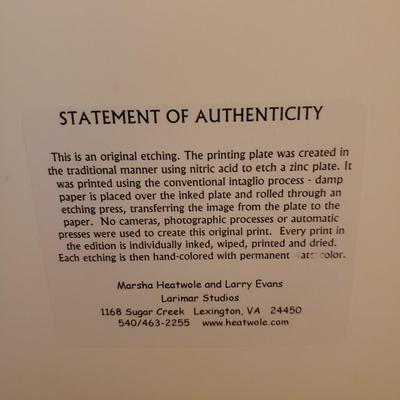 STATEMENT OF AUTHENTICITY
This is an original etching. The printing plate was created in
the traditional manner using nitric acid to etch a zinc plate. It
was printed using the conventional intaglio process - damp
paper is placed over the inked plate and rolled through an
etching press, transferring the image from the plate to the
paper. No cameras, photographic processes or automatic
presses were used to create this original print. Every print in
the edition is individually inked, wiped, printed and dried.
Each etching is then hand-colored with permanent watercolor.
Marsha Heatwole and Larry Evans
Larimar Studios
1168 Sugar Creek Lexington, VA 24450
540/463-2255 www.heatwole.com